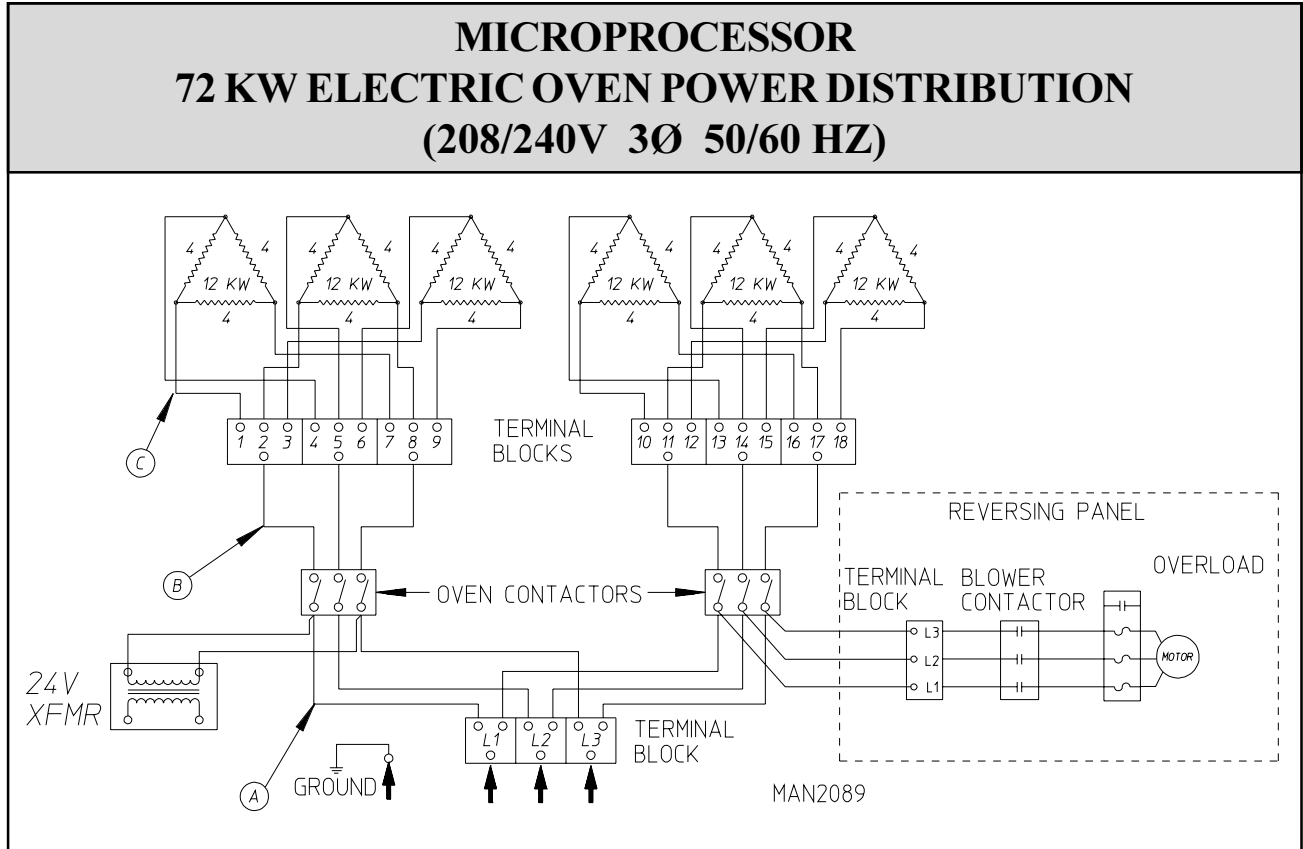 MICROPROCESSOR
72 KW ELECTRIC OVEN POWER DISTRIBUTION
(208/240V 3Ø 50/60 HZ)
4 4 4 4 4 4 4 4 4 4 4 4
12 KW 12 KW 12 KW 12 KW 12 KW 12 KW
4 4 4 4 4 4
C
1 2 3 4 5 6 7 8 9
TERMINAL
BLOCKS
10 11 12 13 14 15 16 17 18
B
OVEN CONTACTORS
REVERSING PANEL
OVERLOAD
TERMINAL
BLOCK
BLOWER
CONTACTOR
L3
L2
L1
MOTOR
24V
XFMR
A
GROUND
L1 L2 L3
TERMINAL
BLOCK
MAN2089